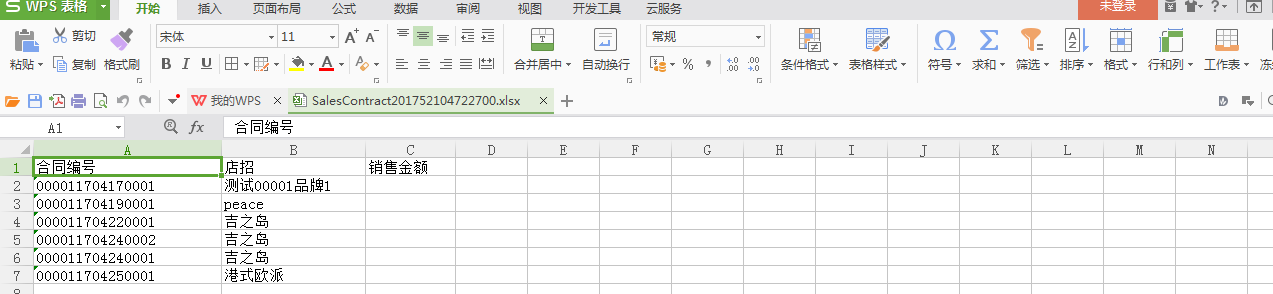 S WPS 表格 开始 插入 页面布局 公式 数据 审阅 视图 开发工具 云服务 未登录 ?
粘贴 剪切 复制 格式刷 宋体 11 A+ A- B I U A 合并居中 自动换行 常规 % , 条件格式 表格样式 符号 求和 筛选 排序 格式 行和列 工作表
我的WPS SalesContract201752104722700.xlsx
A1 fx 合同编号
A B C D E F G H I J K L M N
1 合同编号 店招 销售金额
2 000011704170001 测试00001品牌1
3 000011704190001 peace
4 000011704220001 吉之岛
5 000011704240002 吉之岛
6 000011704240001 吉之岛
7 000011704250001 港式欧派